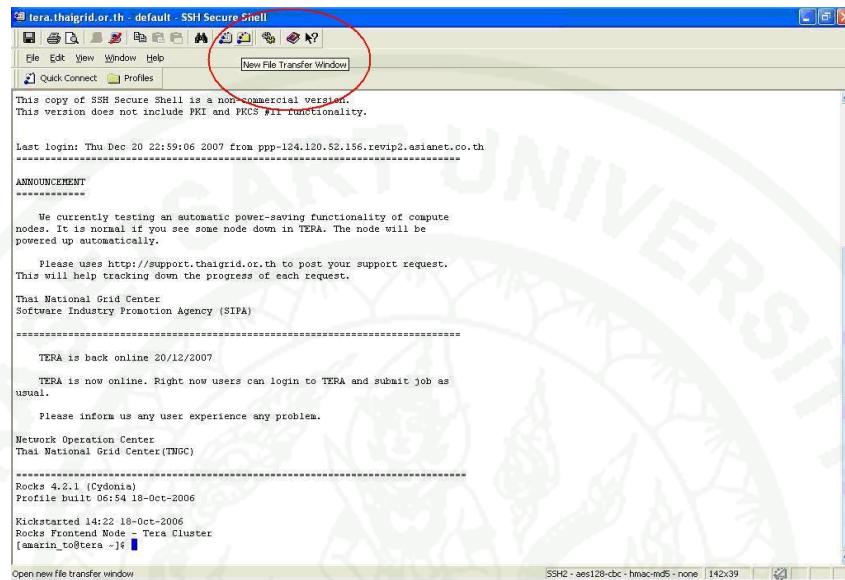 tera.thaigrid.or.th - default - SSH Secure Shell
File Edit View Window Help
New File Transfer Window
Quick Connect Profiles
This copy of SSH Secure Shell is a non-commercial version.
This version does not include PKI and PKCS #11 functionality.
Last login: Thu Dec 20 22:59:06 2007 from ppp-124.120.52.156.revip2.asianet.co.th
==============================================================================
ANNOUNCEMENT
============
We currently testing an automatic power-saving functionality of compute
nodes. It is normal if you see some node down in TERA. The node will be
powered up automatically.
Please uses http://support.thaigrid.or.th to post your support request.
This will help tracking down the progress of each request.
Thai National Grid Center
Software Industry Promotion Agency (SIPA)
==============================================================================
TERA is back online 20/12/2007
TERA is now online. Right now users can login to TERA and submit job as
usual.
Please inform us any user experience any problem.
Network Operation Center
Thai National Grid Center(TNGC)
===============================================================================
Rocks 4.2.1 (Cydonia)
Profile built 06:54 18-Oct-2006
Kickstarted 14:22 18-Oct-2006
Rocks Frontend Node - Tera Cluster
[amarin_to@tera ~]$
Open new file transfer window SSH2 - aes128-cbc - hmac-md5 - none 142x39
KASETSART UNIVERSITY